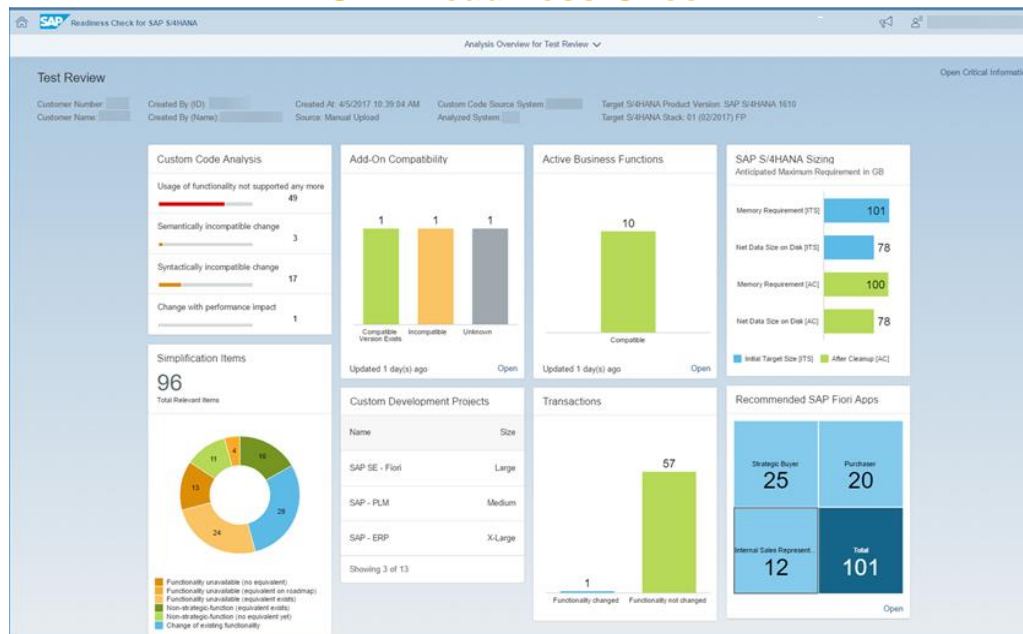 SAP Readiness Check for SAP S/4HANA
Analysis Overview for Test Review
Test Review
Open Critical Informatio
Customer Number:
Created By (ID):
Created At: 4/5/2017 10:39:04 AM
Custom Code Source System:
Target S/4HANA Product Version: SAP S/4HANA 1610
Customer Name:
Created By (Name):
Source: Manual Upload
Analyzed System:
Target S/4HANA Stack: 01 (02/2017) FP
Custom Code Analysis
Usage of functionality not supported any more
49
Semantically incompatible change
3
Syntactically incompatible change
17
Change with performance impact
1
Add-On Compatibility
1
1
1
Compatible
Version Exists
Incompatible
Unknown
Updated 1 day(s) ago
Open
Active Business Functions
10
Compatible
Updated 1 day(s) ago
Open
SAP S/4HANA Sizing
Anticipated Maximum Requirement in GB
Memory Requirement [ITS]
101
Net Data Size on Disk [ITS]
78
Memory Requirement [AC]
100
Net Data Size on Disk [AC]
78
Initial Target Size [ITS]
After Cleanup [AC]
Simplification Items
96
Total Relevant Items
11
4
13
28
24
Functionality unavailable (no equivalent)
Functionality unavailable (equivalent on roadmap)
Functionality unavailable (equivalent exists)
Non-strategic-function (equivalent exists)
Non-strategic-function (no equivalent yet)
Change of existing functionality
Custom Development Projects
Name
Size
SAP SE - Fiori
Large
SAP - PLM
Medium
SAP - ERP
X-Large
Showing 3 of 13
Transactions
1
57
Functionality changed
Functionality not changed
Recommended SAP Fiori Apps
Strategic Buyer
25
Purchaser
20
Internal Sales Represent...
12
Total
101
Open